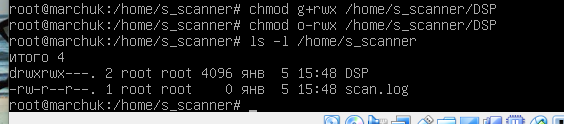 root@marchuk:/home/s_scanner# chmod g+rwx /home/s_scanner/DSP
root@marchuk:/home/s_scanner# chmod o-rwx /home/s_scanner/DSP
root@marchuk:/home/s_scanner# ls -l /home/s_scanner
итого 4
drwxrwx---. 2 root root 4096 янв  5 15:48 DSP
-rw-r--r--. 1 root root    0 янв  5 15:48 scan.log
root@marchuk:/home/s_scanner# _